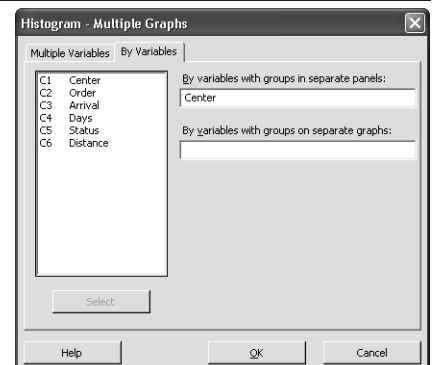 Histogram - Multiple Graphs
Multiple Variables By Variables
C1 Center
C2 Order
C3 Arrival
C4 Days
C5 Status
C6 Distance
By variables with groups in separate panels:
Center
By variables with groups on separate graphs:
Select
Help OK Cancel